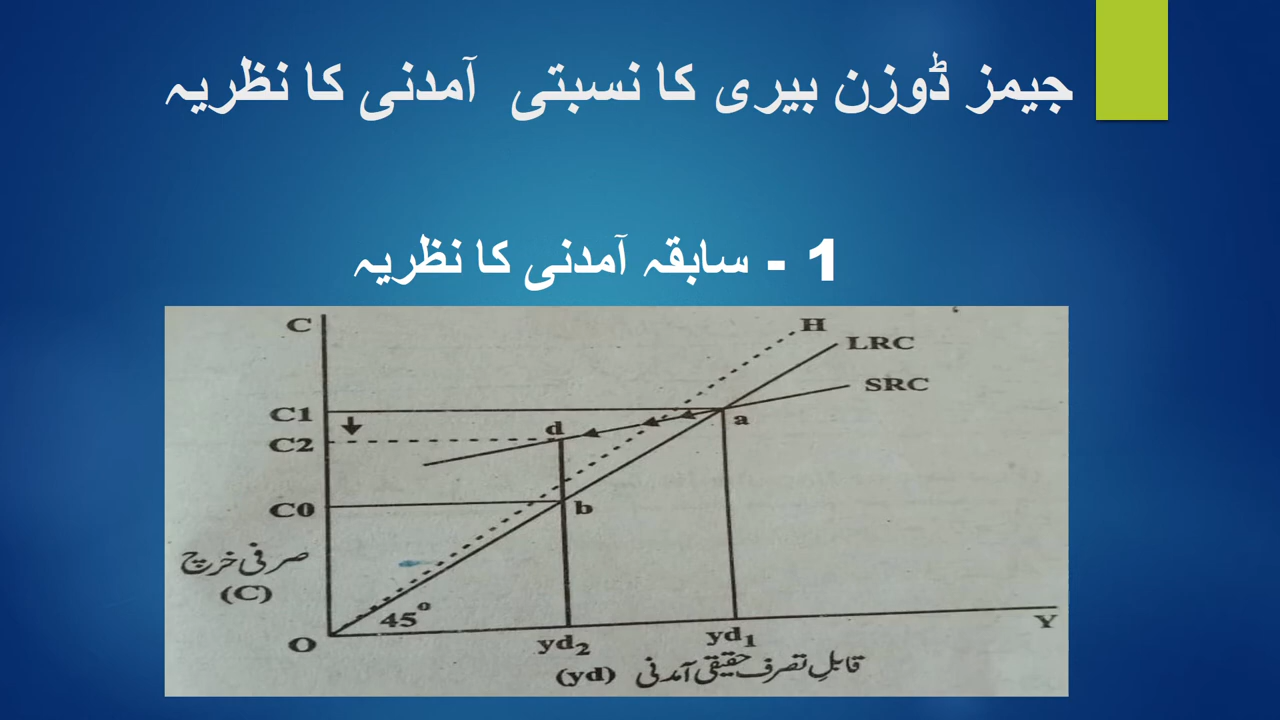 جیمز ڈوزن بیری کا نسبتی آمدنی کا نظریہ
1 - سابقہ آمدنی کا نظریہ
C
H
LRC
SRC
C1
a
d
C2
C0
b
صرفی خرچ
(C)
45°
O
yd2
yd1
Y
قابلِ تصرف حقیقی آمدنی (yd)